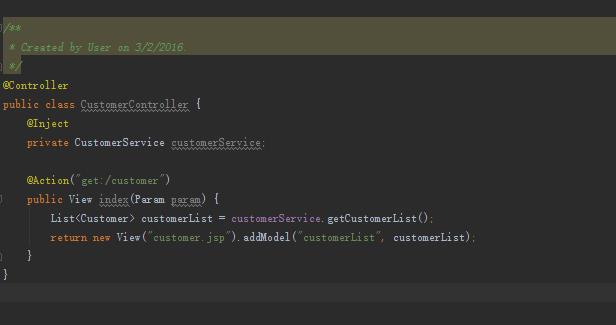 /**
 * Created by User on 3/2/2016.
 */
@Controller
public class CustomerController {
    @Inject
    private CustomerService customerService;
    @Action("get:/customer")
    public View index(Param param) {
        List<Customer> customerList = customerService.getCustomerList();
        return new View("customer.jsp").addModel("customerList", customerList);
    }
}